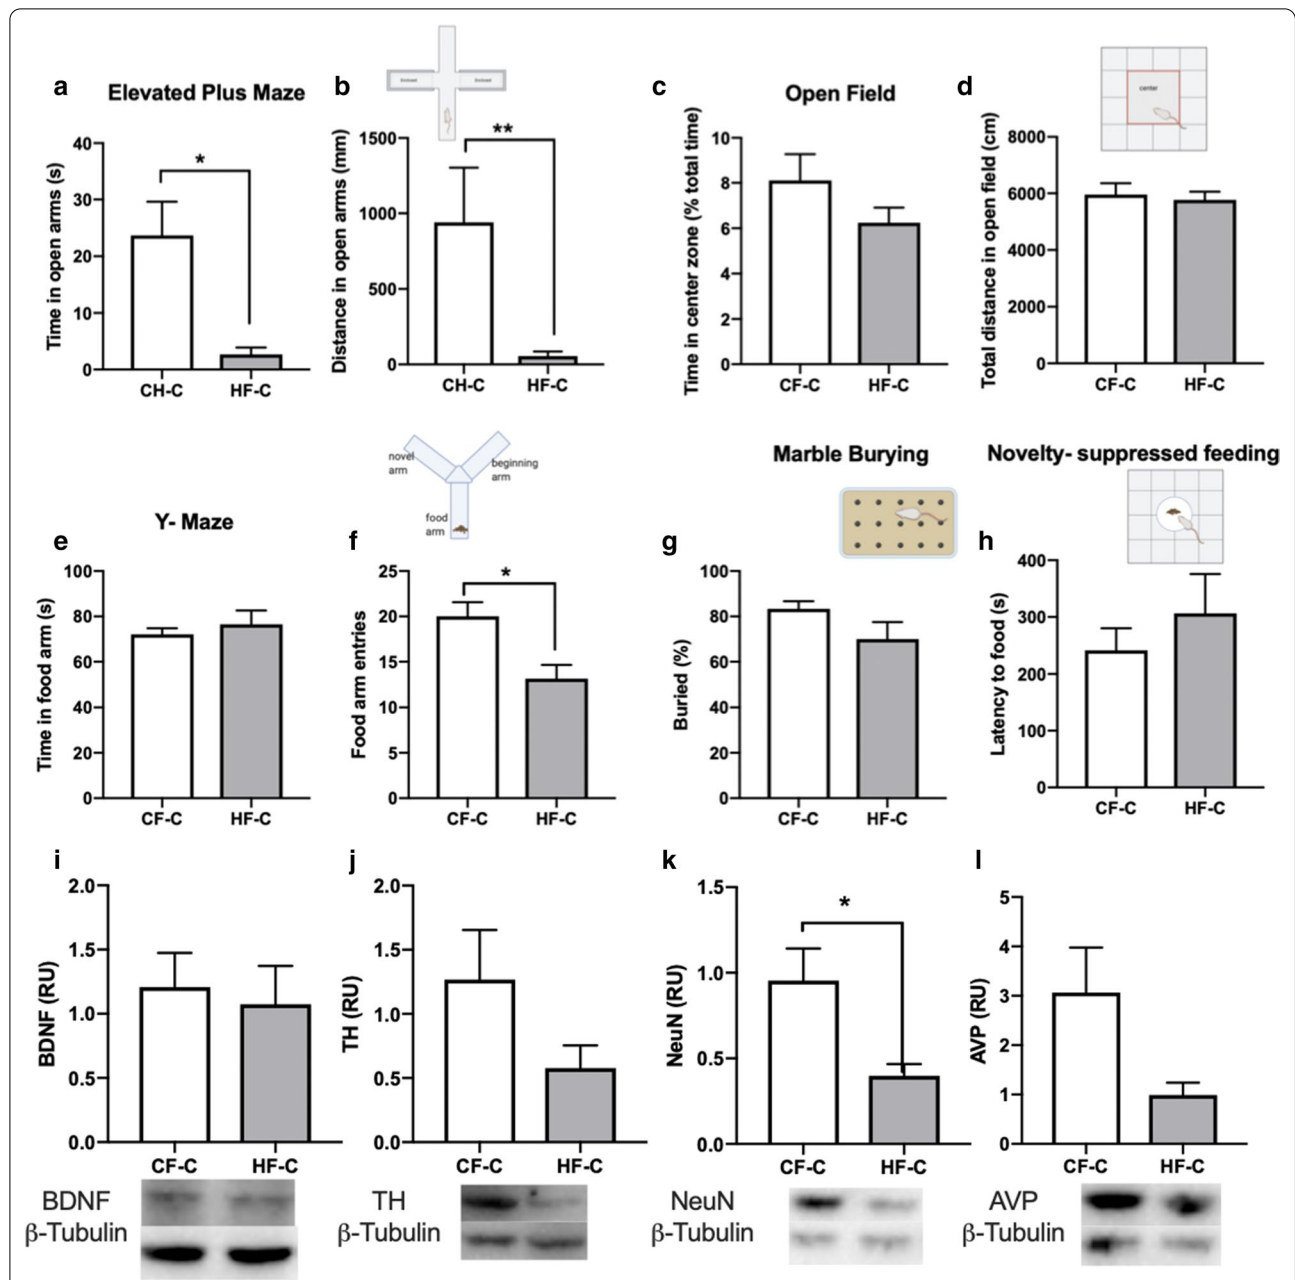 a
Elevated Plus Maze
Time in open arms (s)
40
30
20
10
0
*
CH-C
HF-C
b
Distance in open arms (mm)
1500
1000
500
0
**
CH-C
HF-C
c
Open Field
Time in center zone (% total time)
10
8
6
4
2
0
CF-C
HF-C
d
center
Total distance in open field (cm)
8000
6000
4000
2000
0
CF-C
HF-C
e
Y- Maze
Time in food arm (s)
100
80
60
40
20
0
CF-C
HF-C
f
novel
arm
beginning
arm
food
arm
Food arm entries
25
20
15
10
5
0
*
CF-C
HF-C
g
Marble Burying
Buried (%)
100
80
60
40
20
0
CF-C
HF-C
h
Novelty- suppressed feeding
Latency to food (s)
400
300
200
100
0
CF-C
HF-C
i
BDNF (RU)
2.0
1.5
1.0
0.5
0.0
CF-C
HF-C
BDNF
β-Tubulin
j
TH (RU)
2.0
1.5
1.0
0.5
0.0
CF-C
HF-C
TH
β-Tubulin
k
NeuN (RU)
1.5
1.0
0.5
0.0
*
CF-C
HF-C
NeuN
β-Tubulin
l
AVP (RU)
5
4
3
2
1
0
CF-C
HF-C
AVP
β-Tubulin